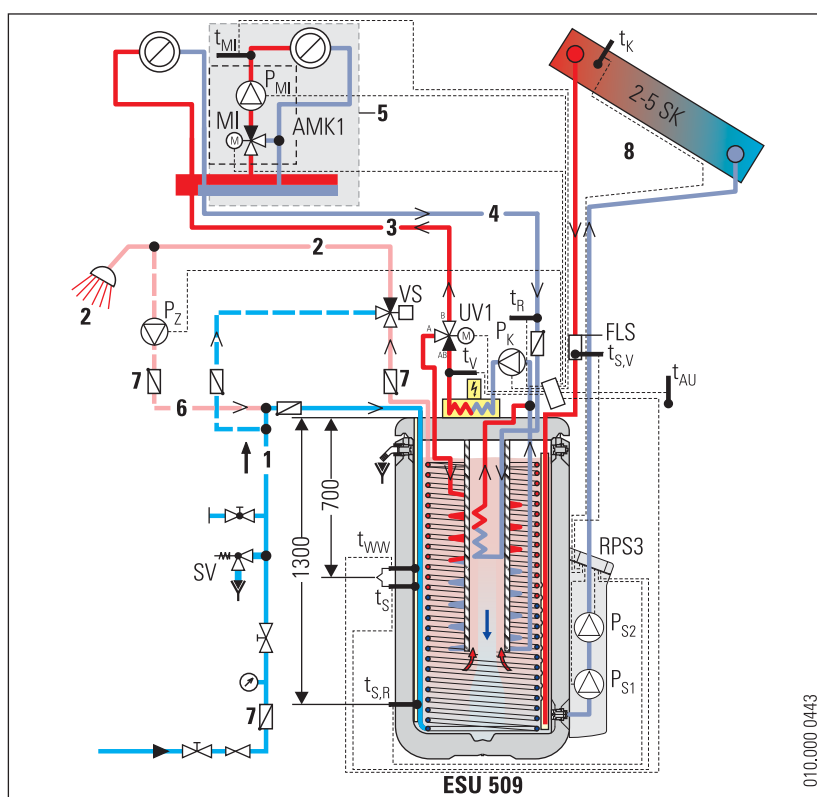 t_MI
t_K
P_MI
2-5 SK
MI
M
AMK1
5
8
3
4
2
2
VS
P_Z
UV1
A
B
AB
M
t_R
P_K
t_V
FLS
t_S,V
t_AU
7
7
6
1
700
1300
t_WW
t_S
SV
RPS3
P_S2
P_S1
t_S,R
7
ESU 509
010.000 0443